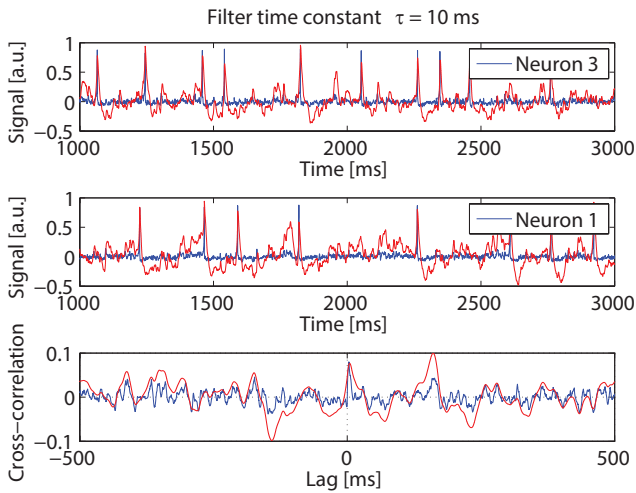 Filter time constant τ = 10 ms
Signal [a.u.]
1
0.5
0
−0.5
Neuron 3
1000 1500 2000 2500 3000
Time [ms]
Signal [a.u.]
1
0.5
0
−0.5
Neuron 1
1000 1500 2000 2500 3000
Time [ms]
Cross-correlation
0.1
0
−0.1
−500 0 500
Lag [ms]